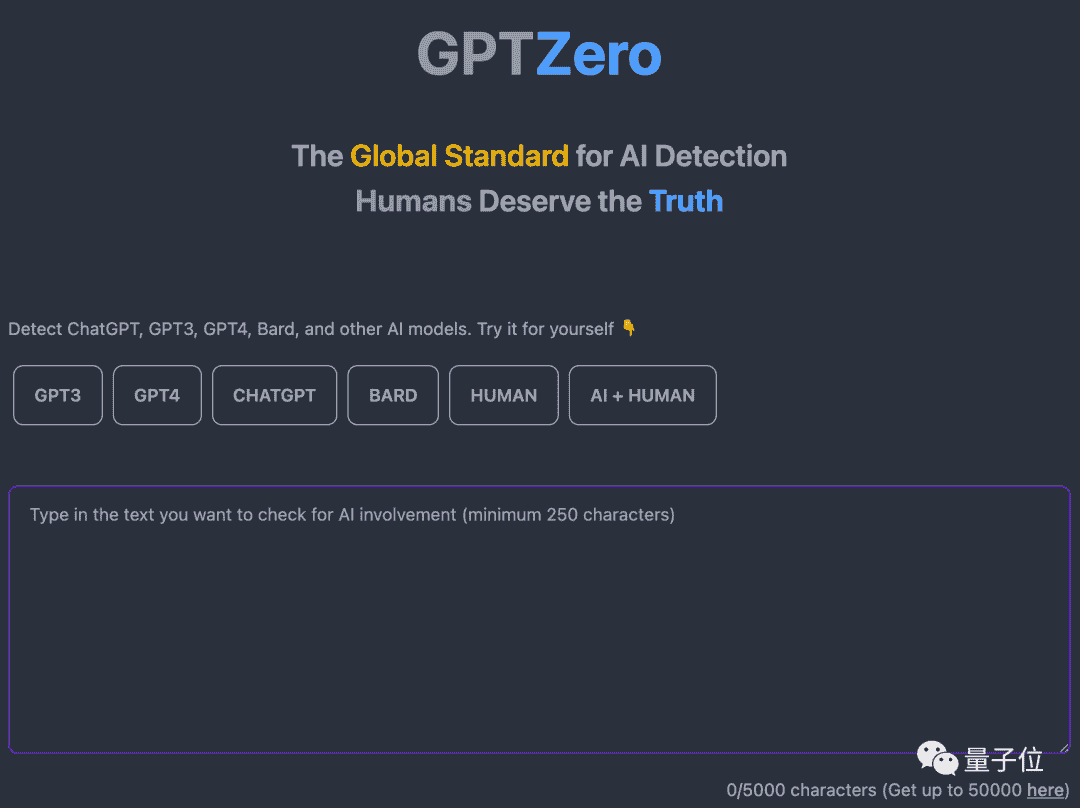 GPTZero
The Global Standard for AI Detection
Humans Deserve the Truth
Detect ChatGPT, GPT3, GPT4, Bard, and other AI models. Try it for yourself 👇
GPT3 GPT4 CHATGPT BARD HUMAN AI + HUMAN
Type in the text you want to check for AI involvement (minimum 250 characters)
量子位
0/5000 characters (Get up to 50000 here)